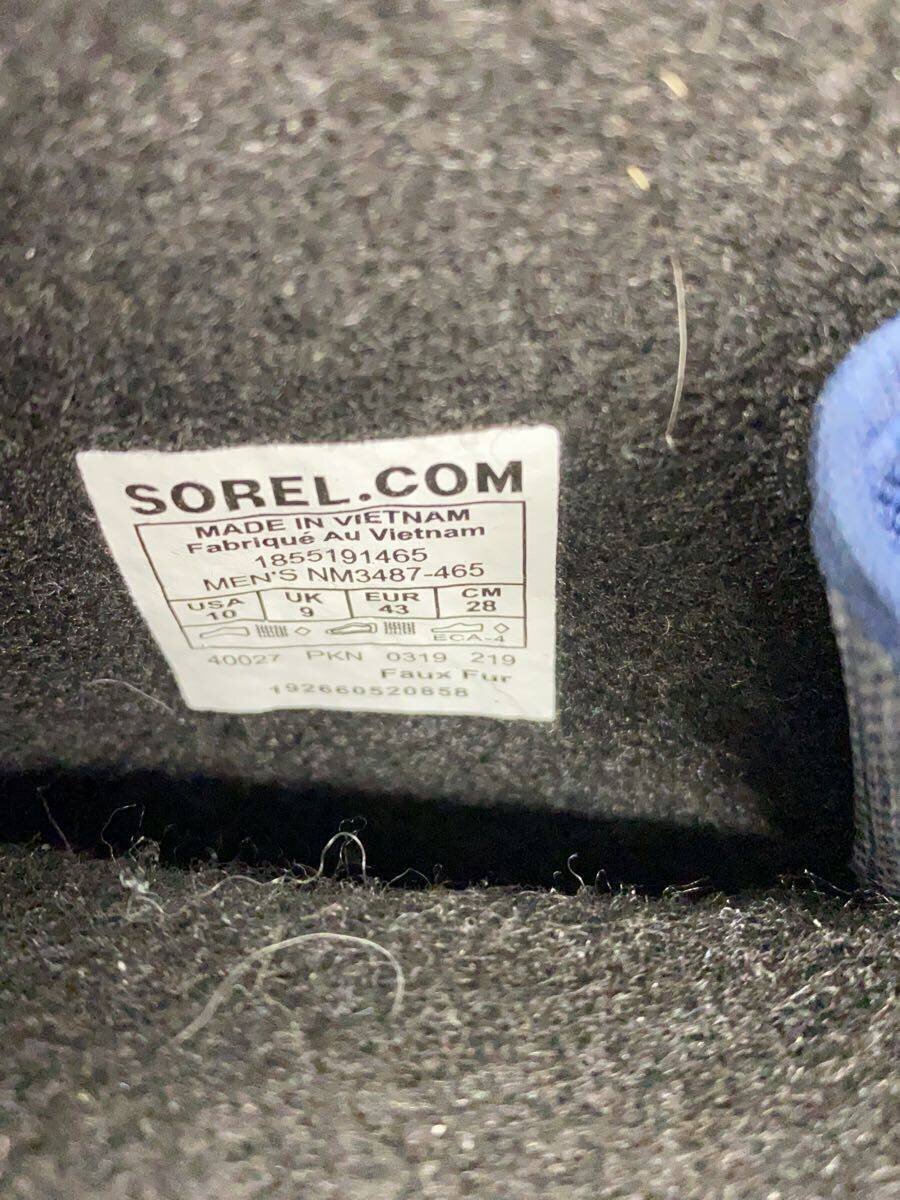 SOREL.COM
MADE IN VIETNAM
Fabriqué Au Vietnam
1855191465
MEN'S NM3487-465
USA UK EUR CM
10 9 43 28
ECA-4
40027 PKN 0319 219
Faux Fur
192660520858